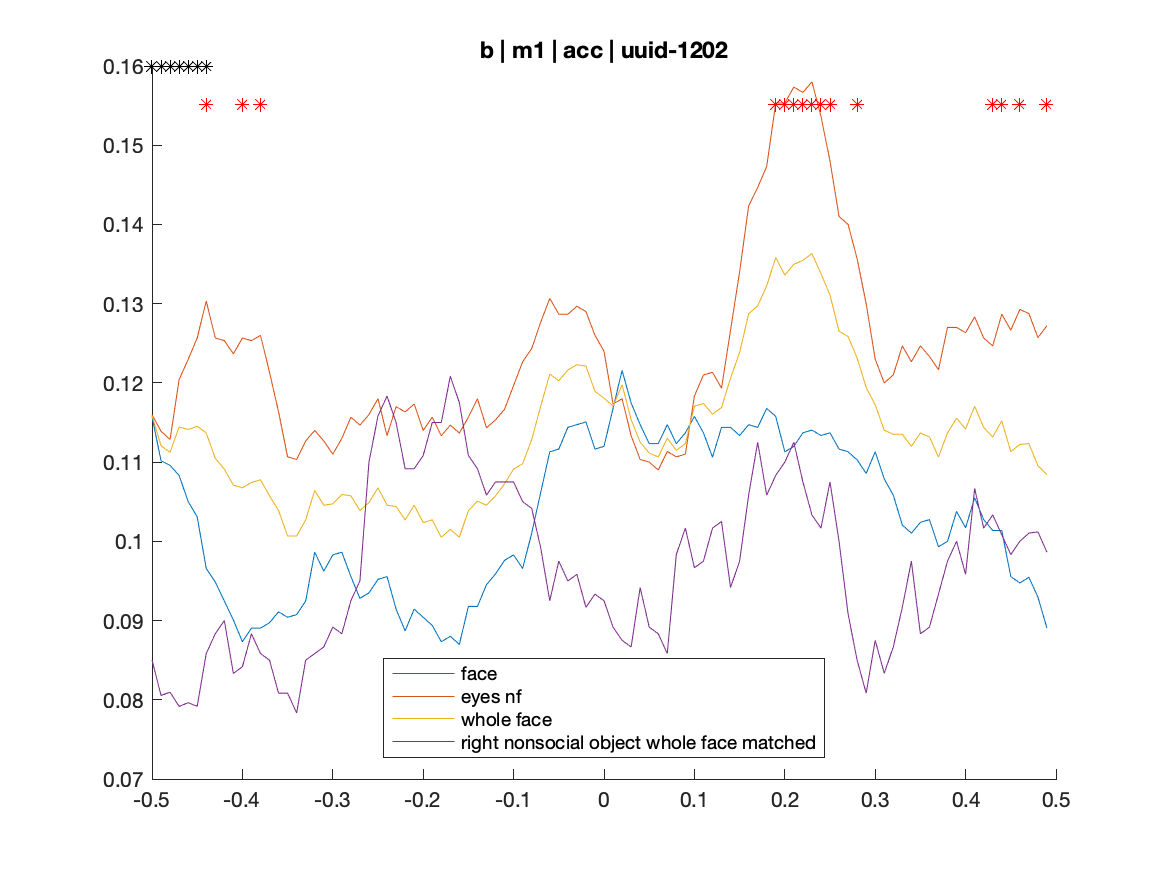 b | m1 | acc | uuid-1202
0.16
0.15
0.14
0.13
0.12
0.11
0.1
0.09
0.08
0.07
face
eyes nf
whole face
right nonsocial object whole face matched
-0.5 -0.4 -0.3 -0.2 -0.1 0 0.1 0.2 0.3 0.4 0.5